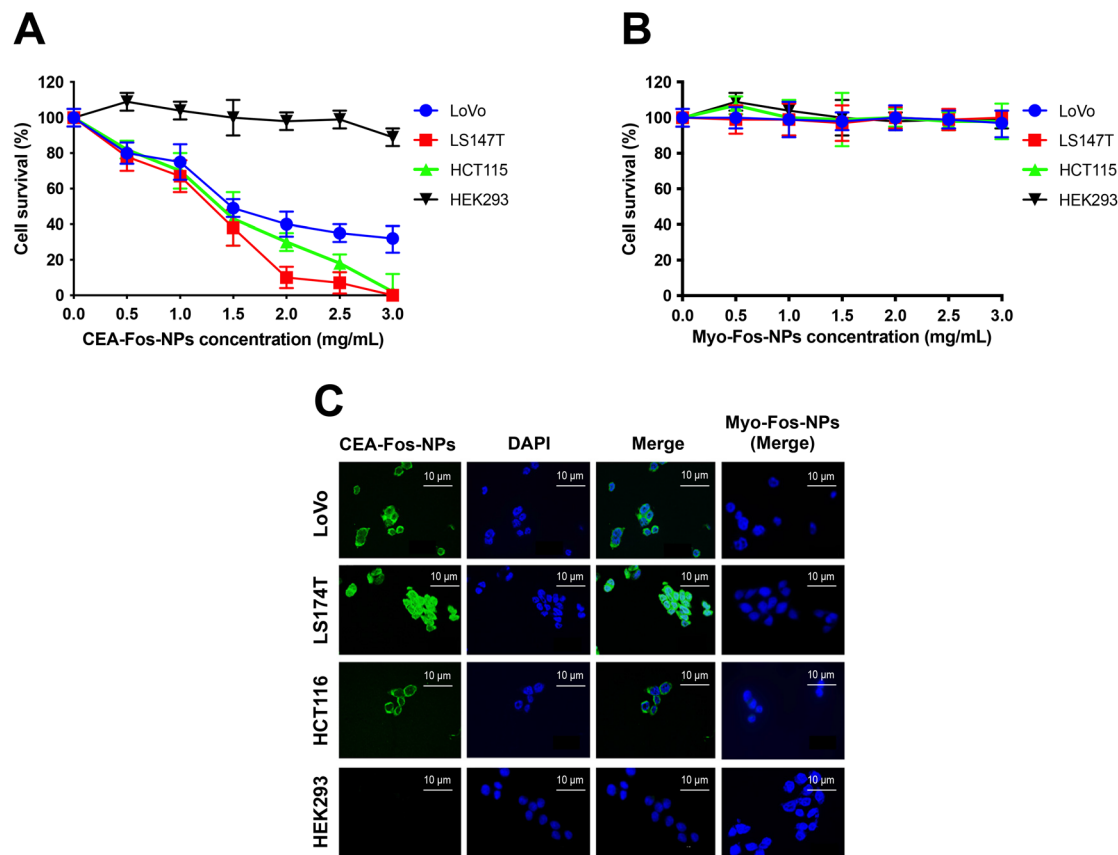 A
Cell survival (%)
120
100
80
60
40
20
0
0.0 0.5 1.0 1.5 2.0 2.5 3.0
CEA-Fos-NPs concentration (mg/mL)
LoVo
LS147T
HCT115
HEK293
B
Cell survival (%)
120
100
80
60
40
20
0
0.0 0.5 1.0 1.5 2.0 2.5 3.0
Myo-Fos-NPs concentration (mg/mL)
LoVo
LS147T
HCT115
HEK293
C
CEA-Fos-NPs DAPI Merge Myo-Fos-NPs
(Merge)
LoVo
10 µm 10 µm 10 µm 10 µm
LS174T
10 µm 10 µm 10 µm 10 µm
HCT116
10 µm 10 µm 10 µm 10 µm
HEK293
10 µm 10 µm 10 µm 10 µm